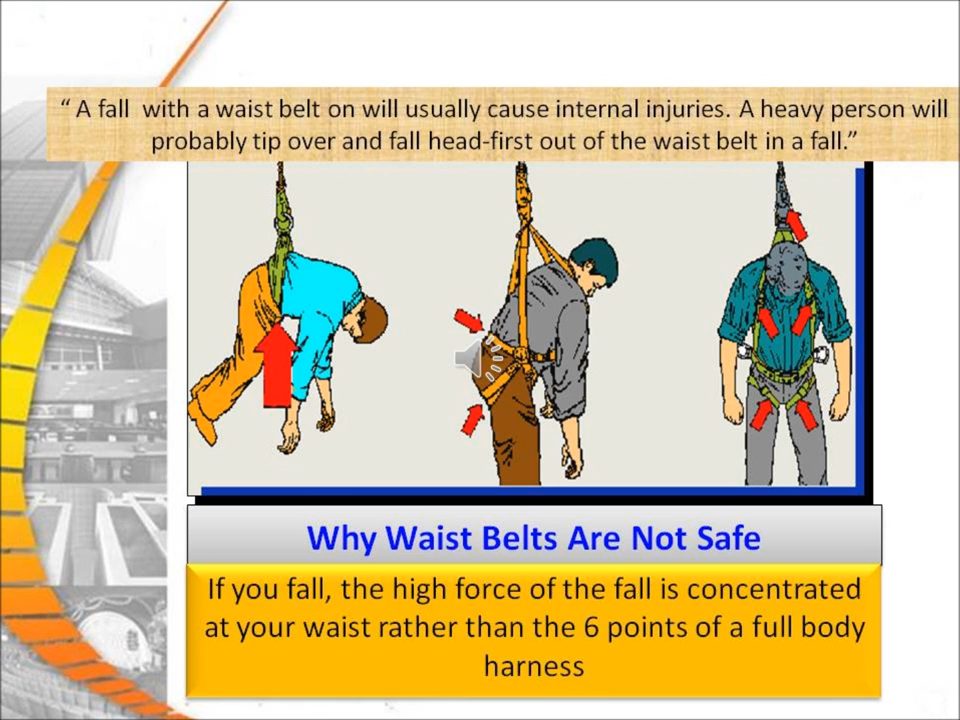 “ A fall with a waist belt on will usually cause internal injuries. A heavy person will
probably tip over and fall head-first out of the waist belt in a fall.”
Why Waist Belts Are Not Safe
If you fall, the high force of the fall is concentrated
at your waist rather than the 6 points of a full body
harness